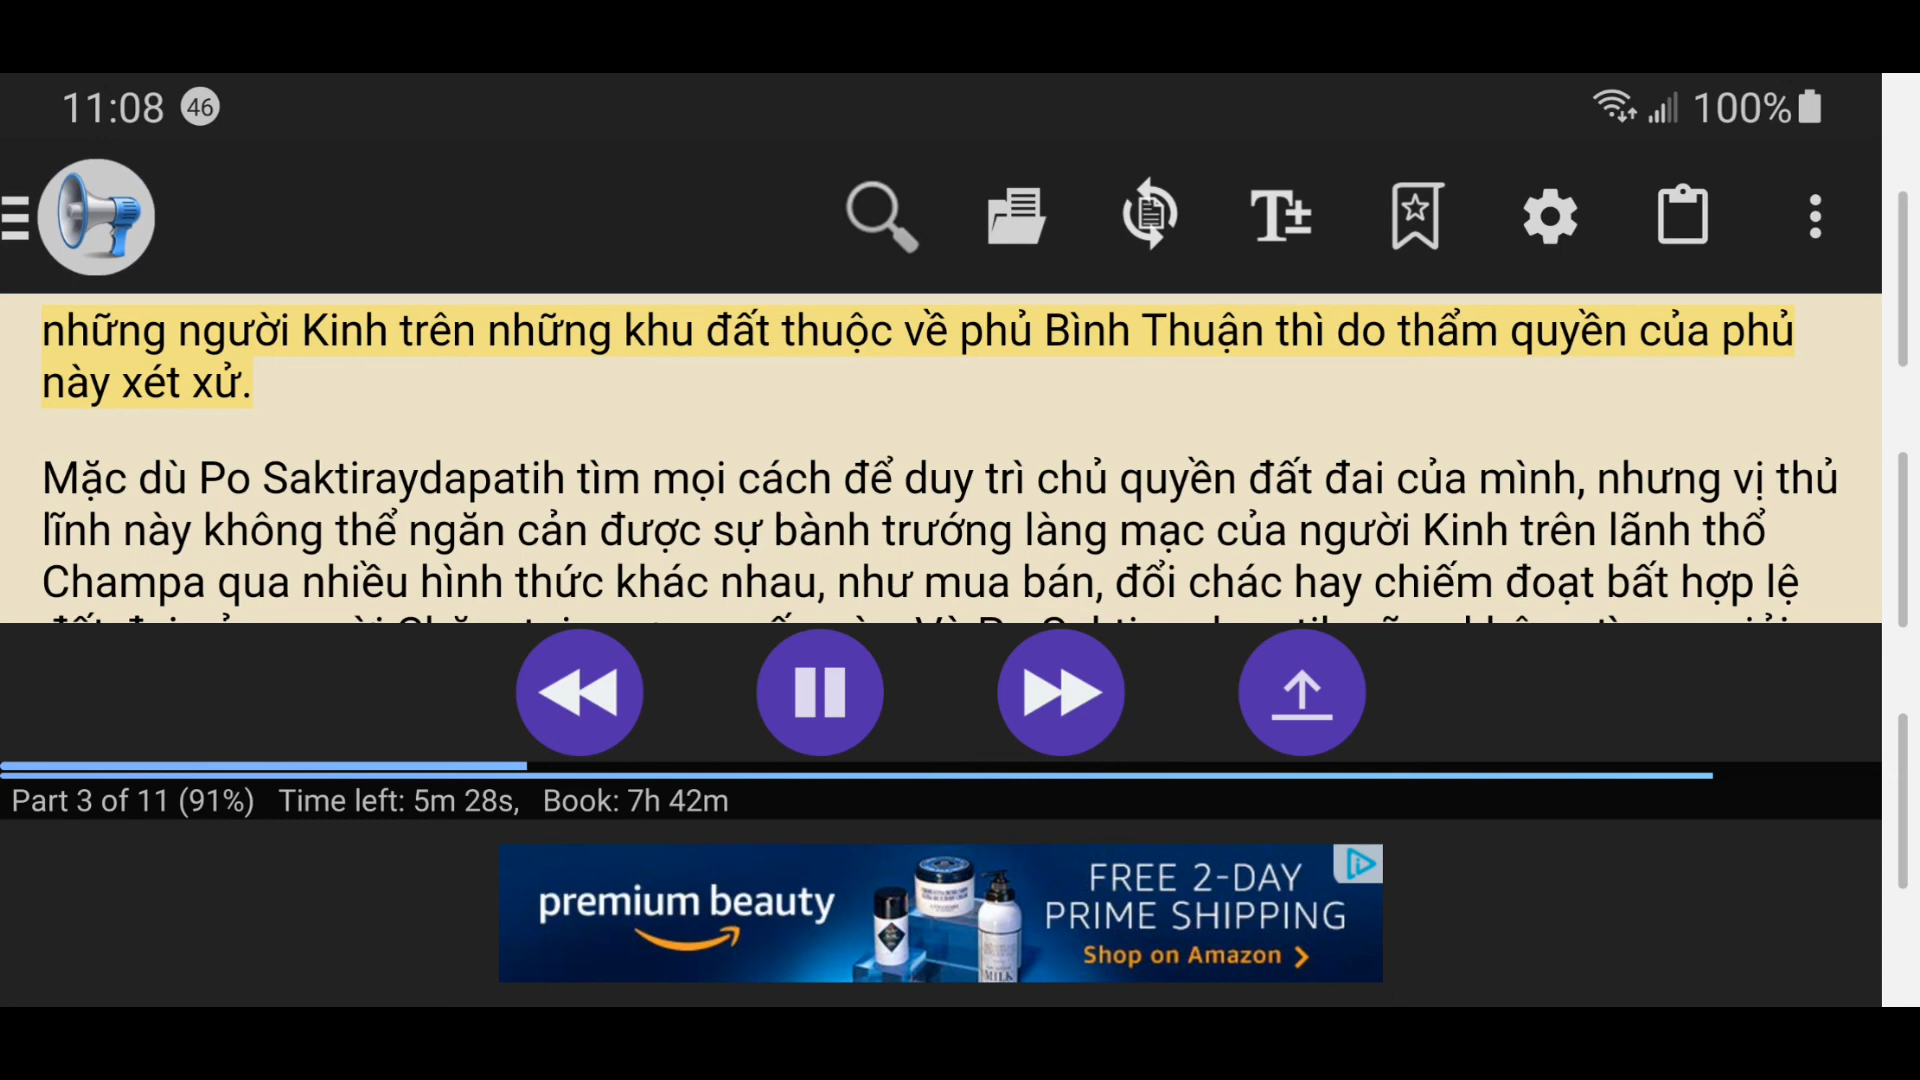 11:08 46 100%
T±
những người Kinh trên những khu đất thuộc về phủ Bình Thuận thì do thẩm quyền của phủ
này xét xử.
Mặc dù Po Saktiraydapatih tìm mọi cách để duy trì chủ quyền đất đai của mình, nhưng vị thủ
lĩnh này không thể ngăn cản được sự bành trướng làng mạc của người Kinh trên lãnh thổ
Champa qua nhiều hình thức khác nhau, như mua bán, đổi chác hay chiếm đoạt bất hợp lệ
Part 3 of 11 (91%) Time left: 5m 28s, Book: 7h 42m
premium beauty
FREE 2-DAY
PRIME SHIPPING
Shop on Amazon
MILK